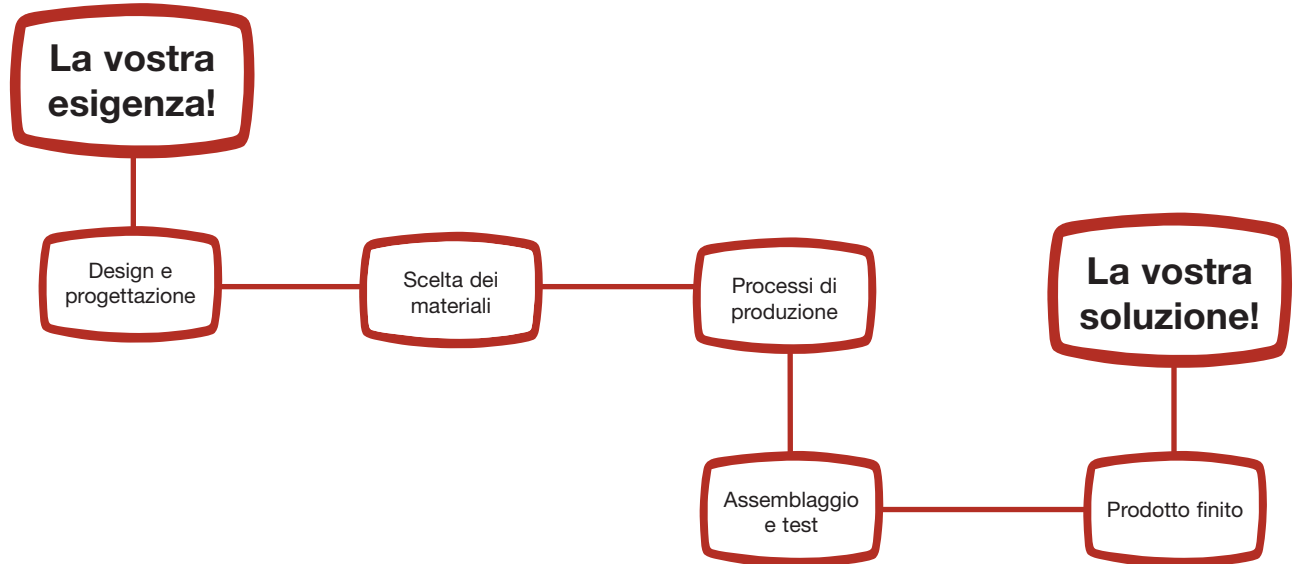 La vostra
esigenza!
Design e
progettazione
Scelta dei
materiali
Processi di
produzione
La vostra
soluzione!
Assemblaggio
e test
Prodotto finito